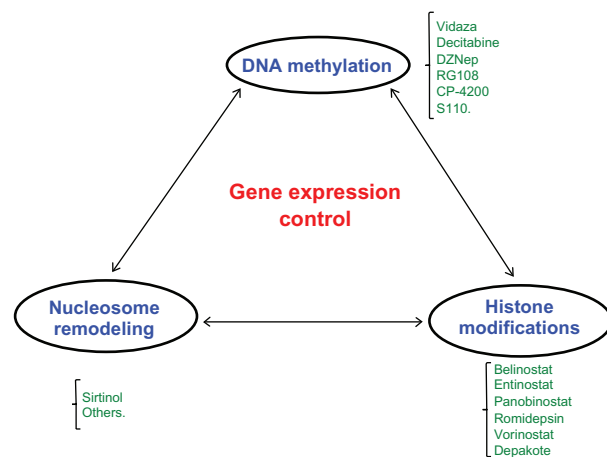 Vidaza
Decitabine
DZNep
RG108
CP-4200
S110.
DNA methylation
Gene expression
control
Nucleosome
remodeling
Histone
modifications
Sirtinol
Others.
Belinostat
Entinostat
Panobinostat
Romidepsin
Vorinostat
Depakote